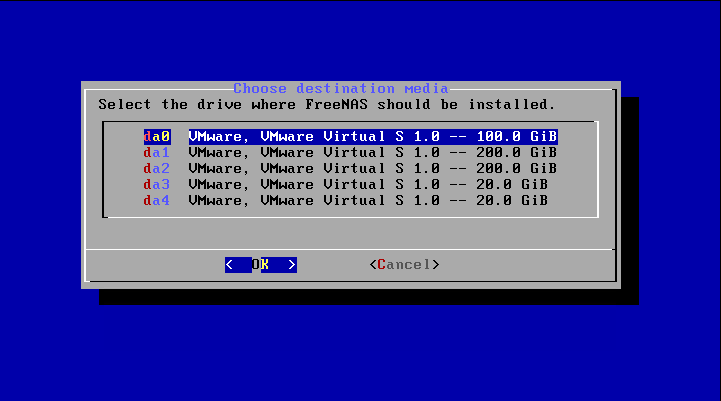 Choose destination media
Select the drive where FreeNAS should be installed.
da0 VMware, VMware Virtual S 1.0 -- 100.0 GiB
da1 VMware, VMware Virtual S 1.0 -- 200.0 GiB
da2 VMware, VMware Virtual S 1.0 -- 200.0 GiB
da3 VMware, VMware Virtual S 1.0 -- 20.0 GiB
da4 VMware, VMware Virtual S 1.0 -- 20.0 GiB
< OK > <Cancel>